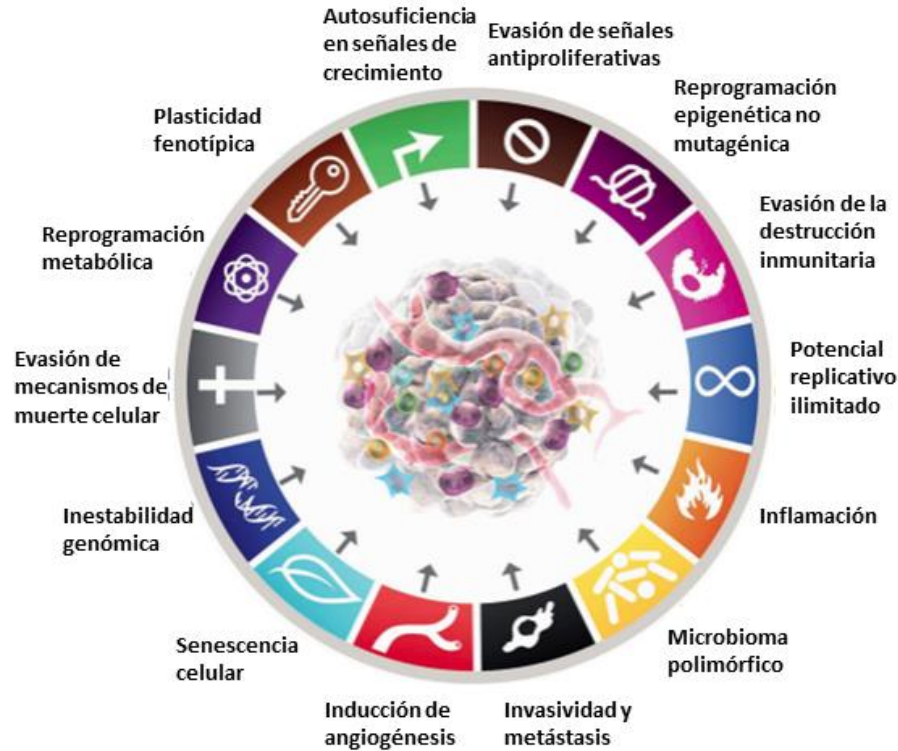 Autosuficiencia
en señales de
crecimiento
Evasión de señales
antiproliferativas
Reprogramación
epigenética no
mutagénica
Evasión de la
destrucción
inmunitaria
Potencial
replicativo
ilimitado
Inflamación
Microbioma
polimórfico
Invasividad y
metástasis
Inducción de
angiogénesis
Senescencia
celular
Inestabilidad
genómica
Evasión de
mecanismos de
muerte celular
Reprogramación
metabólica
Plasticidad
fenotípica